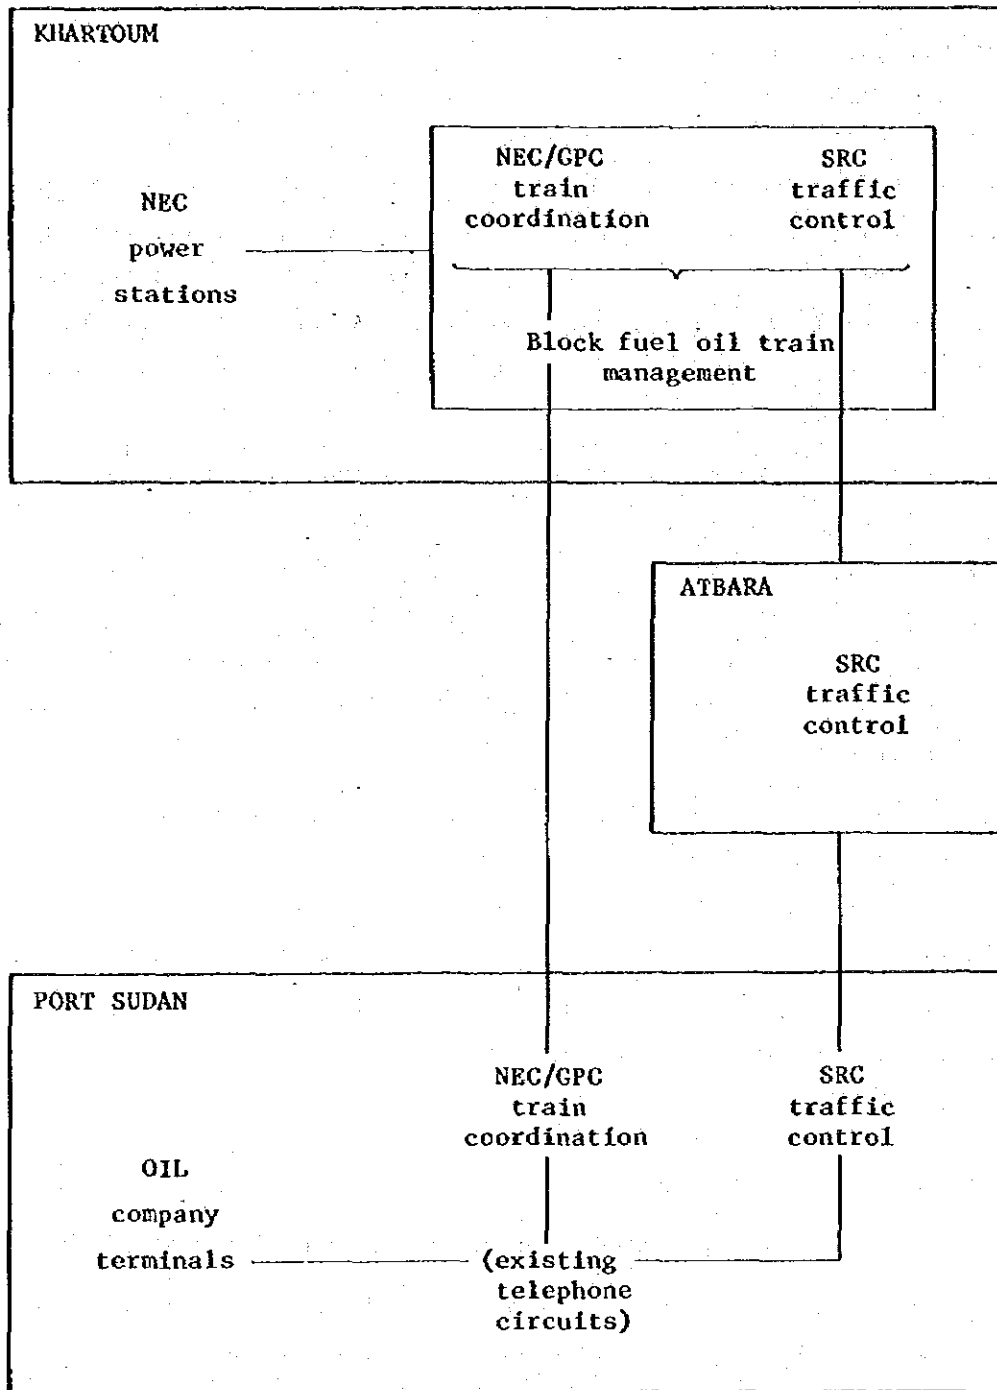 KHARTOUM
NEC
power
stations
NEC/GPC
train
coordination
SRC
traffic
control
Block fuel oil train
management
ATBARA
SRC
traffic
control
PORT SUDAN
NEC/GPC
train
coordination
SRC
traffic
control
OIL
company
terminals
(existing
telephone
circuits)